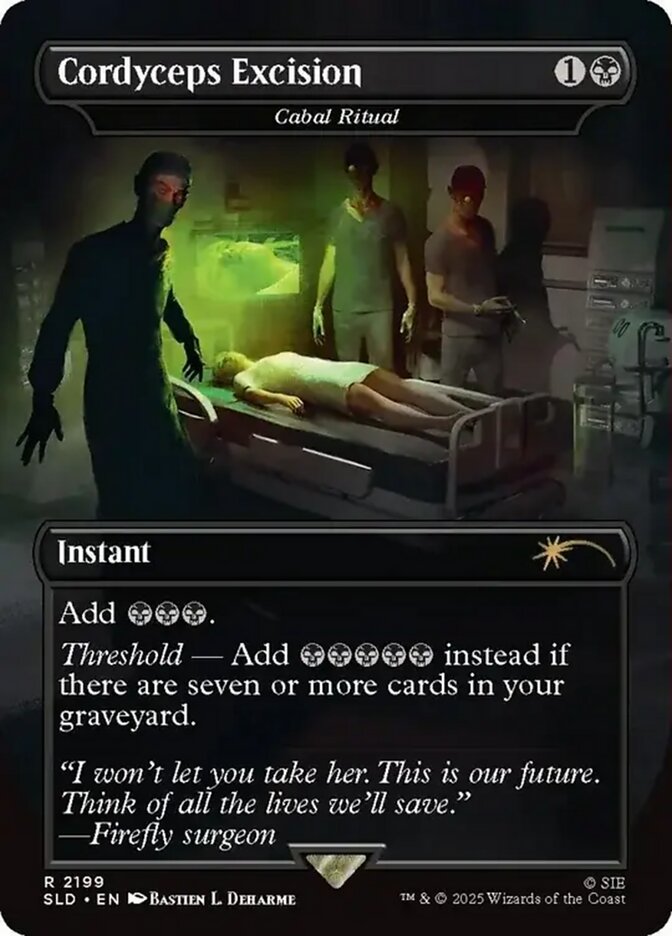 Cordyceps Excision 1
Cabal Ritual
Instant
Add .
Threshold — Add instead if
there are seven or more cards in your
graveyard.
“I won’t let you take her. This is our future.
Think of all the lives we’ll save.”
—Firefly surgeon
R 2199
© SIE
SLD • EN Bastien L. Deharme
™ & © 2025 Wizards of the Coast